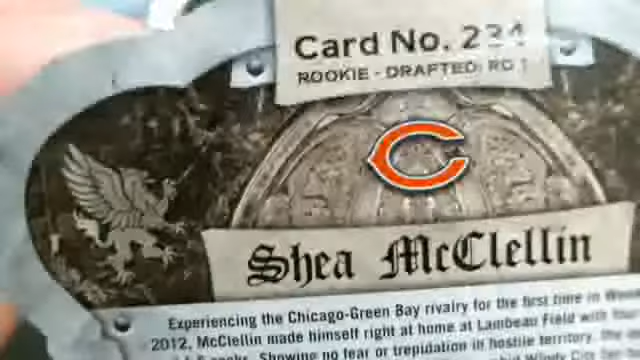 Card No. 234
ROOKIE - DRAFTED: RD 1
Shea McClellin
Experiencing the Chicago-Green Bay rivalry for the first time in
2012, McClellin made himself right at home at Lambeau Field with
Showing no fear or trepidation in hostile territory, the